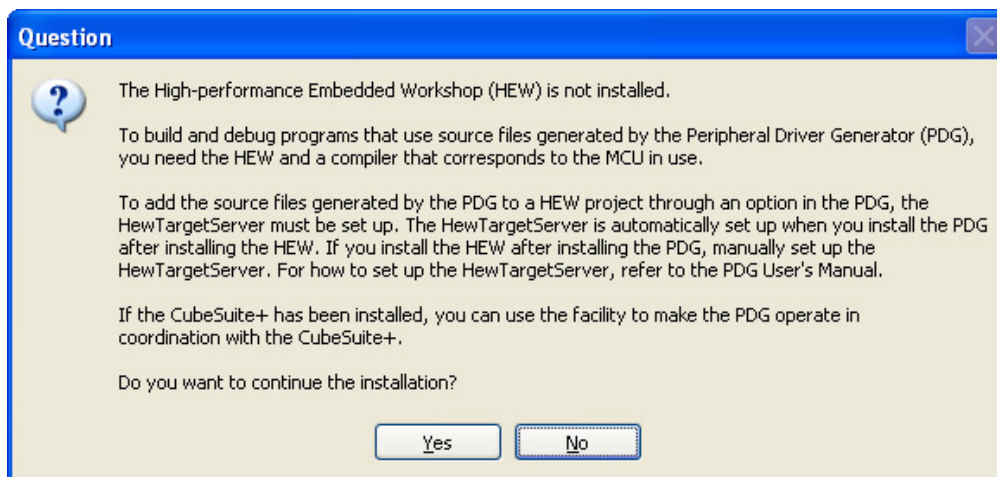 Question
The High-performance Embedded Workshop (HEW) is not installed.
To build and debug programs that use source files generated by the Peripheral Driver Generator (PDG),
you need the HEW and a compiler that corresponds to the MCU in use.
To add the source files generated by the PDG to a HEW project through an option in the PDG, the
HewTargetServer must be set up. The HewTargetServer is automatically set up when you install the PDG
after installing the HEW. If you install the HEW after installing the PDG, manually set up the
HewTargetServer. For how to set up the HewTargetServer, refer to the PDG User's Manual.
If the CubeSuite+ has been installed, you can use the facility to make the PDG operate in
coordination with the CubeSuite+.
Do you want to continue the installation?
Yes No